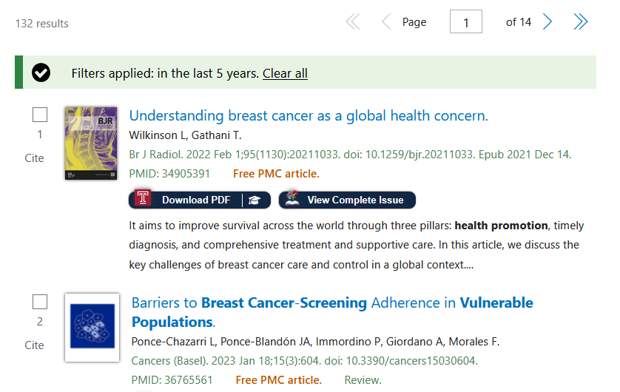 132 results
Page 1 of 14
Filters applied: in the last 5 years. Clear all
Understanding breast cancer as a global health concern.
1
Wilkinson L, Gathani T.
Cite
Br J Radiol. 2022 Feb 1;95(1130):20211033. doi: 10.1259/bjr.20211033. Epub 2021 Dec 14.
PMID: 34905391 Free PMC article.
Download PDF View Complete Issue
It aims to improve survival across the world through three pillars: health promotion, timely
diagnosis, and comprehensive treatment and supportive care. In this article, we discuss the
key challenges of breast cancer care and control in a global context....
Barriers to Breast Cancer-Screening Adherence in Vulnerable
Populations.
2
Ponce-Chazarri L, Ponce-Blandón JA, Immordino P, Giordano A, Morales F.
Cite
Cancers (Basel). 2023 Jan 18;15(3):604. doi: 10.3390/cancers15030604.
PMID: 36765561 Free PMC article. Review.
BJR